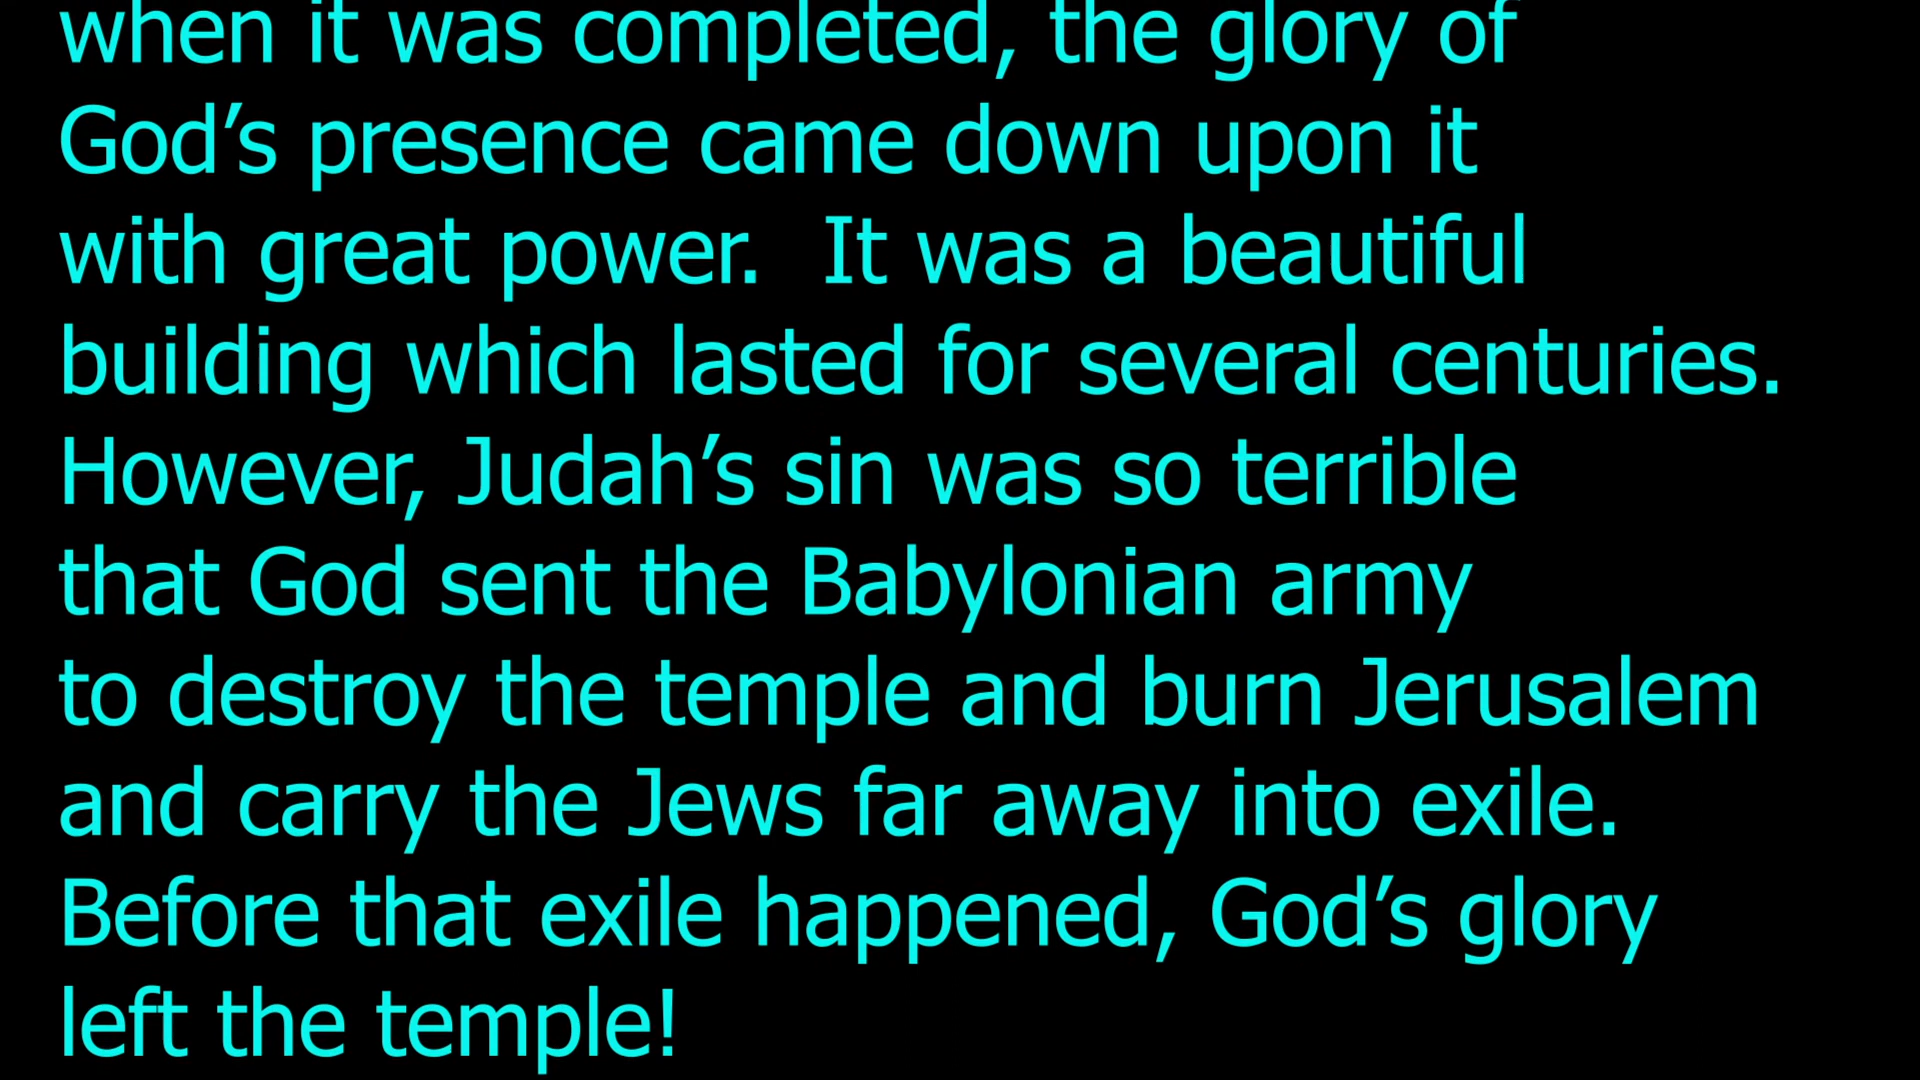 when it was completed, the glory of
God’s presence came down upon it
with great power.  It was a beautiful
building which lasted for several centuries.
However, Judah’s sin was so terrible
that God sent the Babylonian army
to destroy the temple and burn Jerusalem
and carry the Jews far away into exile.
Before that exile happened, God’s glory
left the temple!